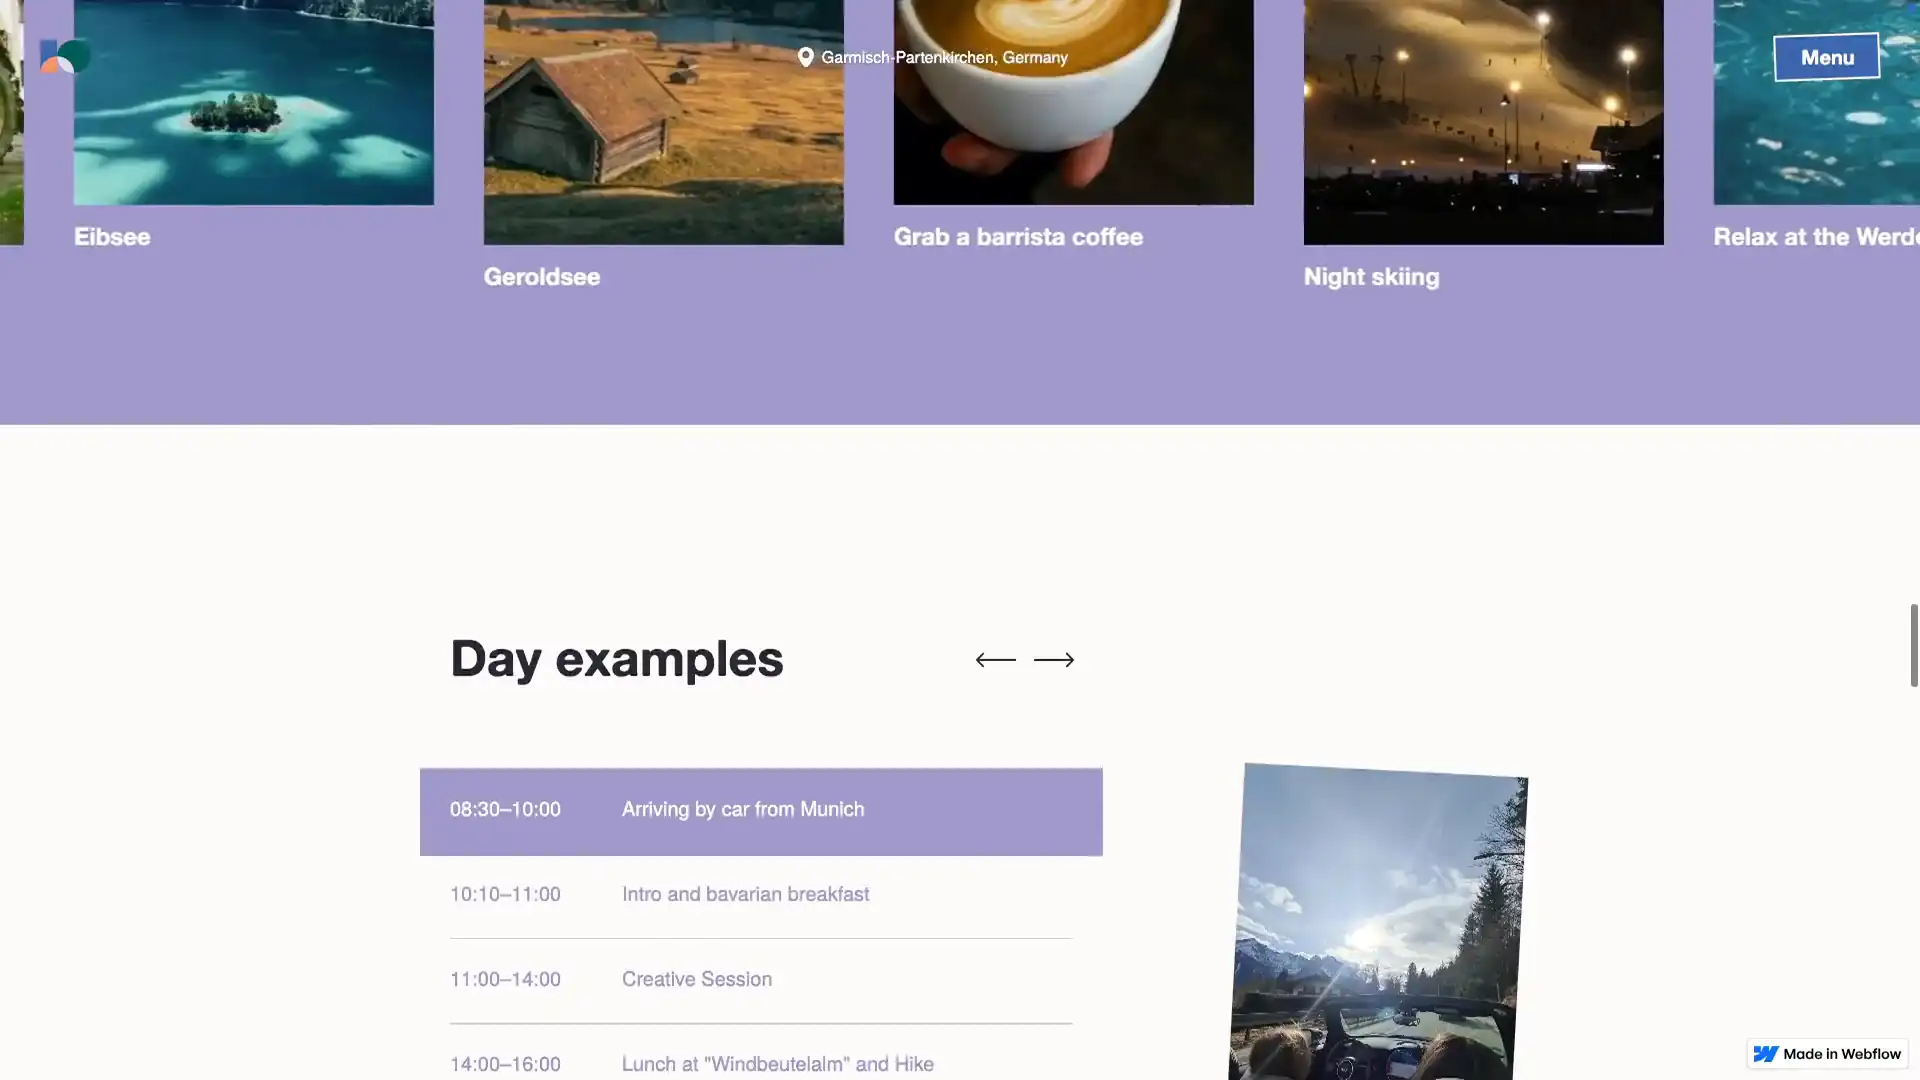 Garmisch-Partenkirchen, Germany
Menu
Eibsee
Geroldsee
Grab a barrista coffee
Night skiing
Relax at the
Day examples
08:30–10:00 Arriving by car from Munich
10:10–11:00 Intro and bavarian breakfast
11:00–14:00 Creative Session
14:00–16:00 Lunch at "Windbeutelalm" and Hike
Made in Webflow